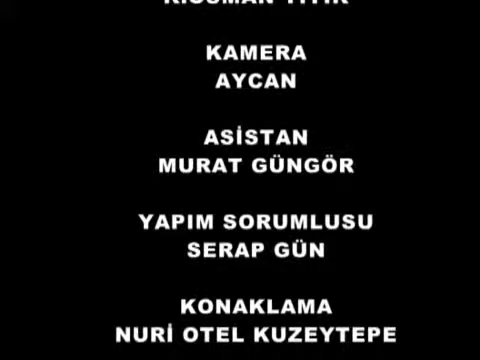 KAMERA
AYCAN
ASİSTAN
MURAT GÜNGÖR
YAPIM SORUMLUSU
SERAP GÜN
KONAKLAMA
NURİ OTEL KUZEYTEPE